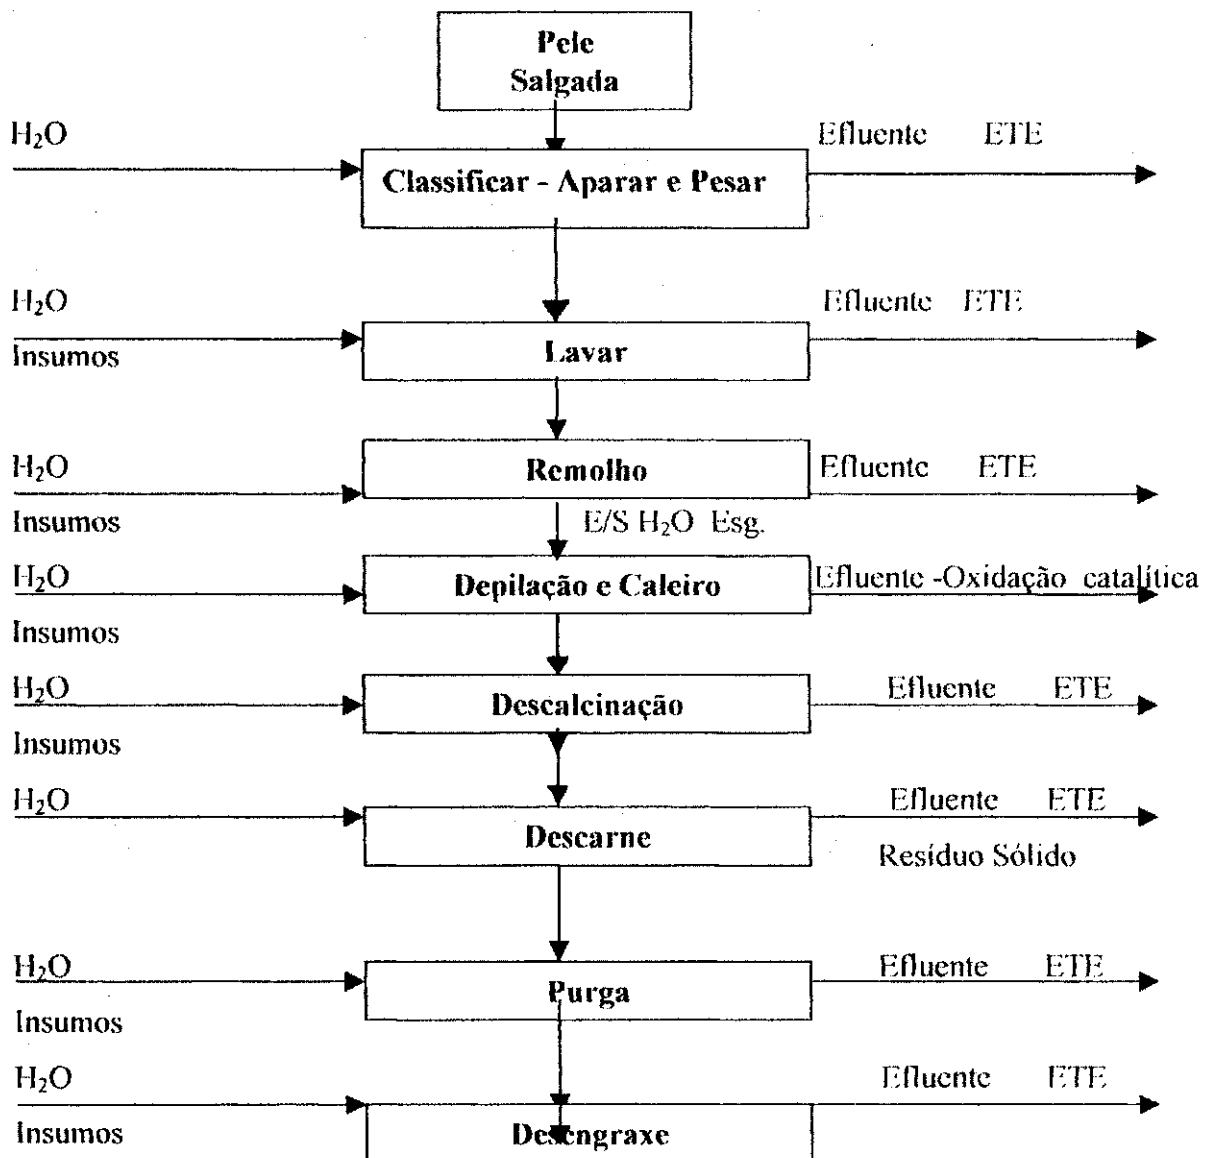 Pele
Salgada
H₂O
Efluente ETE
Classificar - Aparar e Pesar
H₂O
Efluente ETE
Insumos
Lavar
H₂O
Efluente ETE
Remolho
Insumos
E/S H₂O Esg.
H₂O
Efluente -Oxidação catalítica
Depilação e Caleiro
Insumos
H₂O
Efluente ETE
Descalcinação
Insumos
H₂O
Efluente ETE
Descarne
Resíduo Sólido
H₂O
Efluente ETE
Purga
Insumos
H₂O
Efluente ETE
Insumos
Desengraxe